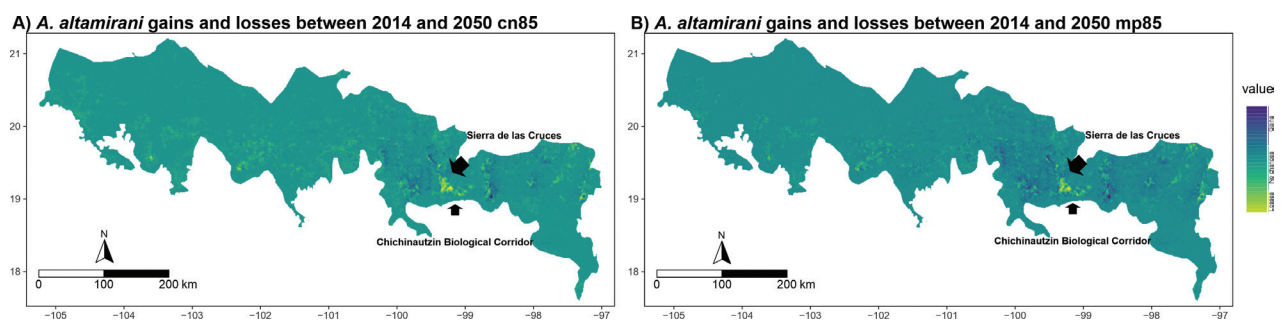 A) A. altamirani gains and losses between 2014 and 2050 cn85
B) A. altamirani gains and losses between 2014 and 2050 mp85
21
20
19
18
Sierra de las Cruces
Chichinautzin Biological Corridor
N
0 100 200 km
−105 −104 −103 −102 −101 −100 −99 −98 −97
21
20
19
18
Sierra de las Cruces
Chichinautzin Biological Corridor
N
0 100 200 km
−105 −104 −103 −102 −101 −100 −99 −98 −97
values
Losses